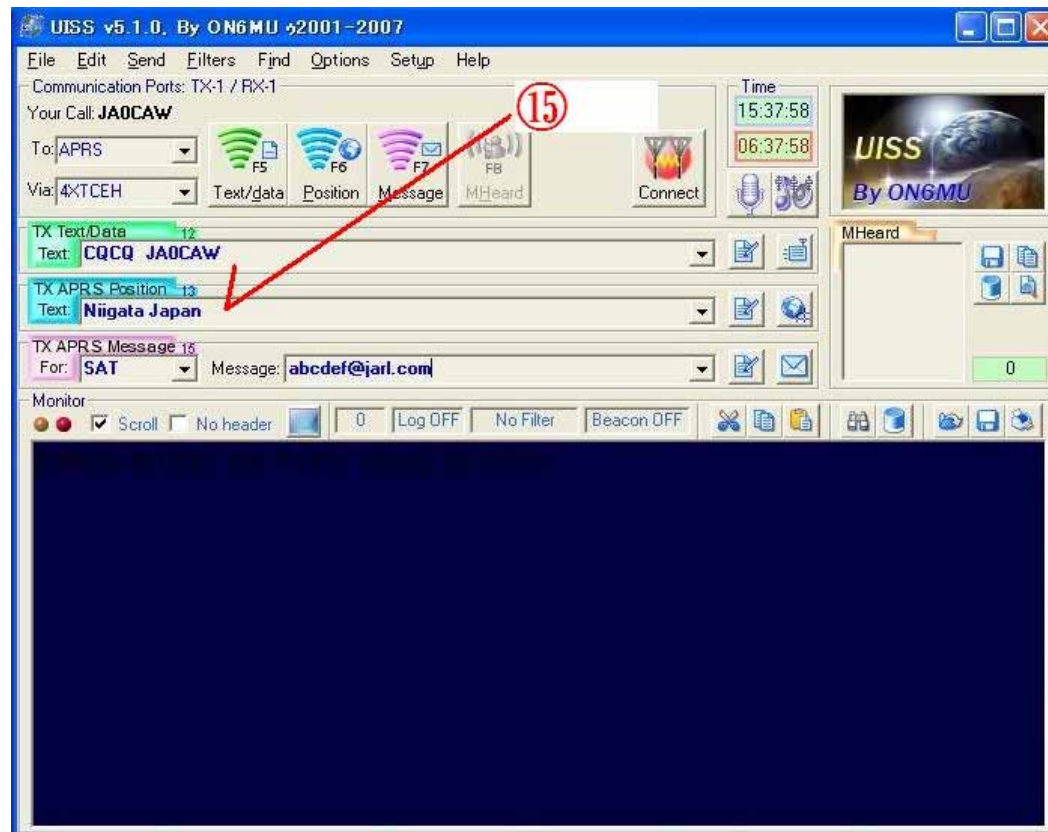 UISS v5.1.0, By ON6MU ﾩ2001-2007
File Edit Send Filters Find Options Setup Help
Communication Ports: TX-1 / RX-1
Your Call: JA0CAW
To: APRS
Via: 4XTCEH
F5
Text/data
F6
Position
F7
Message
F8
MHeard
Connect
⑮
Time
15:37:58
06:37:58
UISS
By ON6MU
TX Text/Data 12
Text: CQCQ JA0CAW
TX APRS Position 13
Text: Niigata Japan
TX APRS Message 15
For: SAT Message: abcdef@jarl.com
MHeard
0
Monitor
Scroll No header 0 Log OFF No Filter Beacon OFF